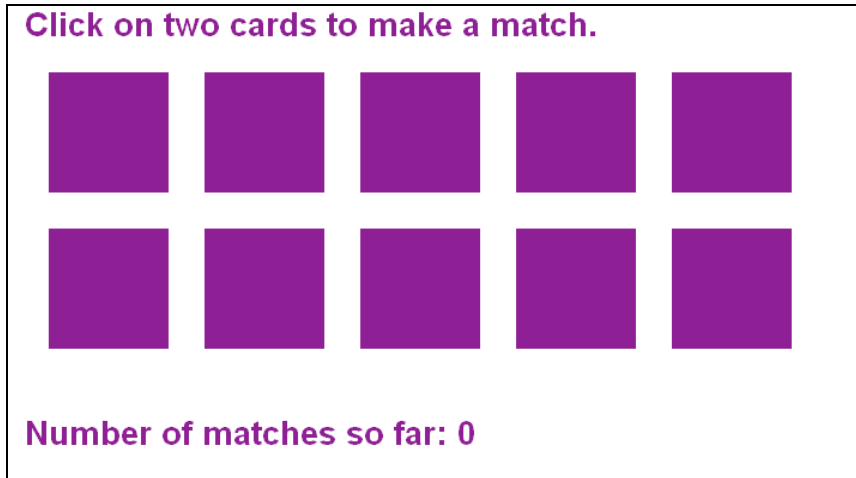 Click on two cards to make a match.
Number of matches so far: 0